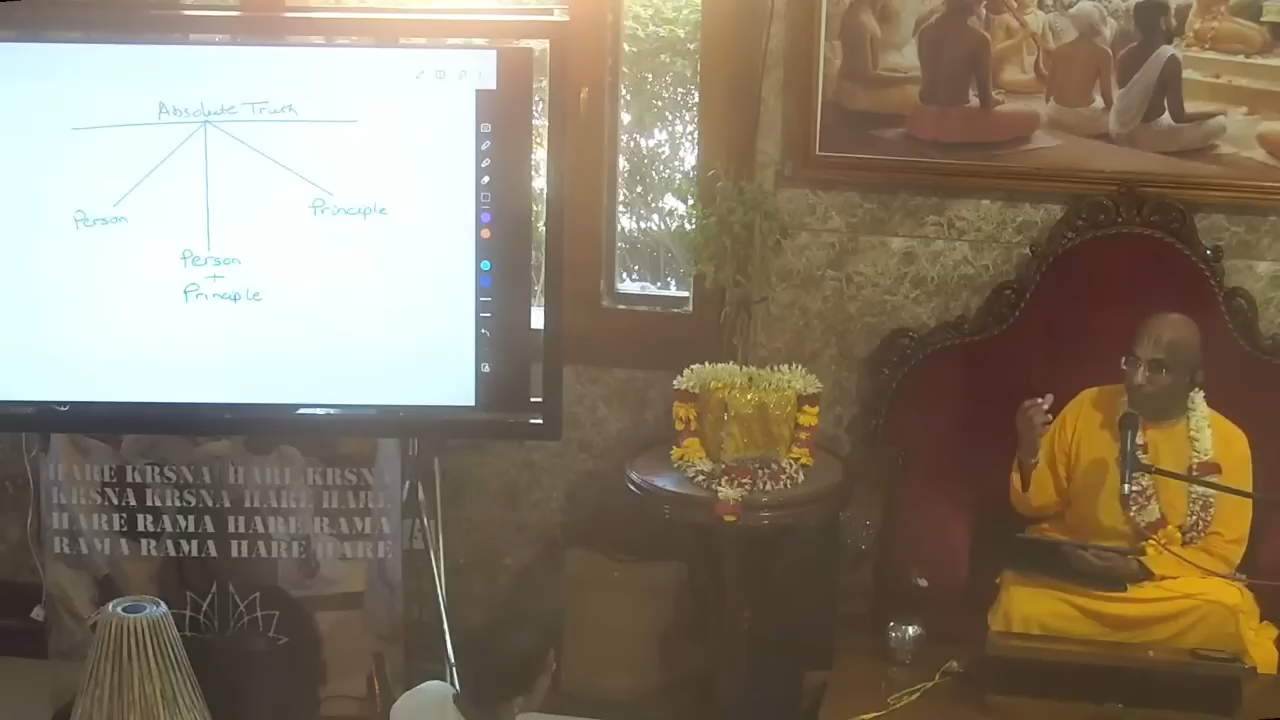 Absolute Truth
Person
Principle
Person
+
Principle
HARE KRSNA HARE KRSNA
KRSNA KRSNA HARE HARE
HARE RAMA HARE RAMA
RAMA RAMA HARE HARE